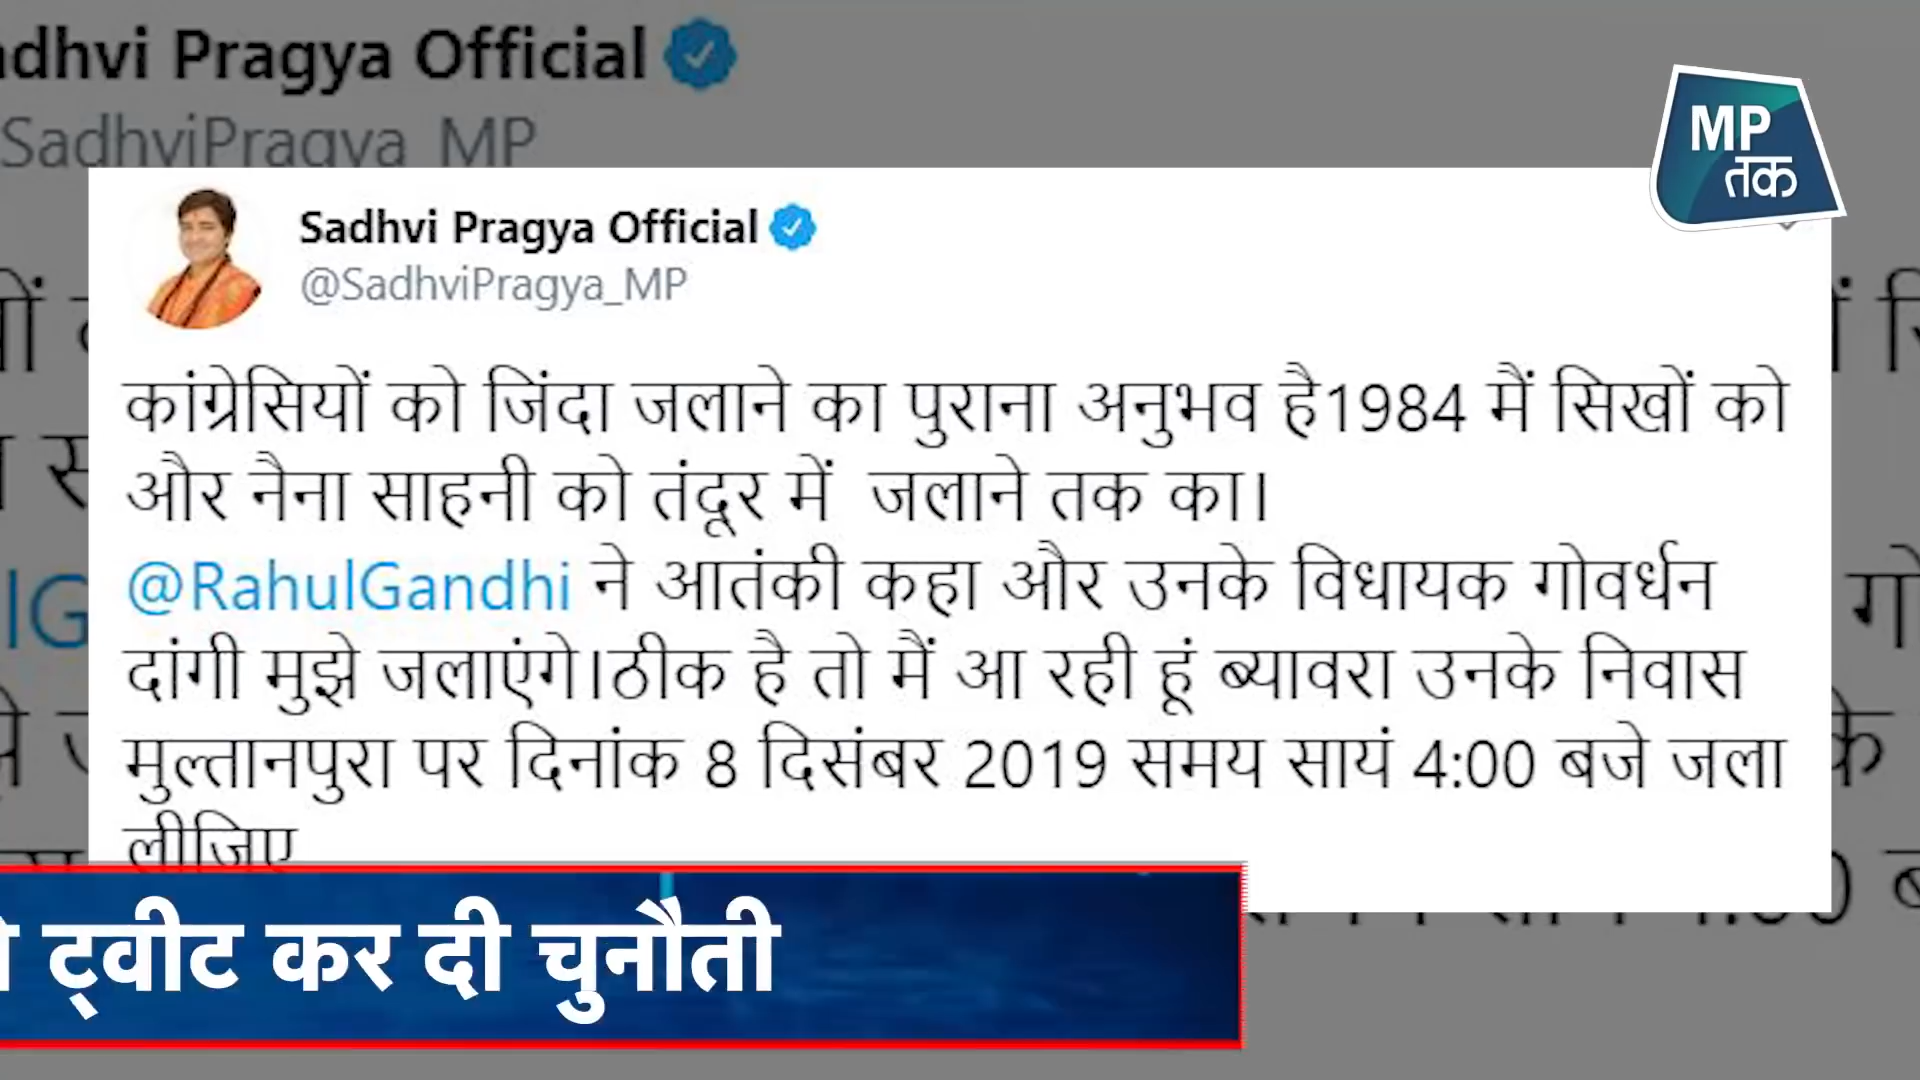 adhvi Pragya Official
SadhviPragya_MP
MP
तक
Sadhvi Pragya Official
@SadhviPragya_MP
कांग्रेसियों को जिंदा जलाने का पुराना अनुभव है1984 मैं सिखों को
और नैना साहनी को तंदूर में जलाने तक का।
@RahulGandhi ने आतंकी कहा और उनके विधायक गोवर्धन
दांगी मुझे जलाएंगे।ठीक है तो मैं आ रही हूं ब्यावरा उनके निवास
मुल्तानपुरा पर दिनांक 8 दिसंबर 2019 समय सायं 4:00 बजे जला
लीजिए
ट्वीट कर दी चुनौती